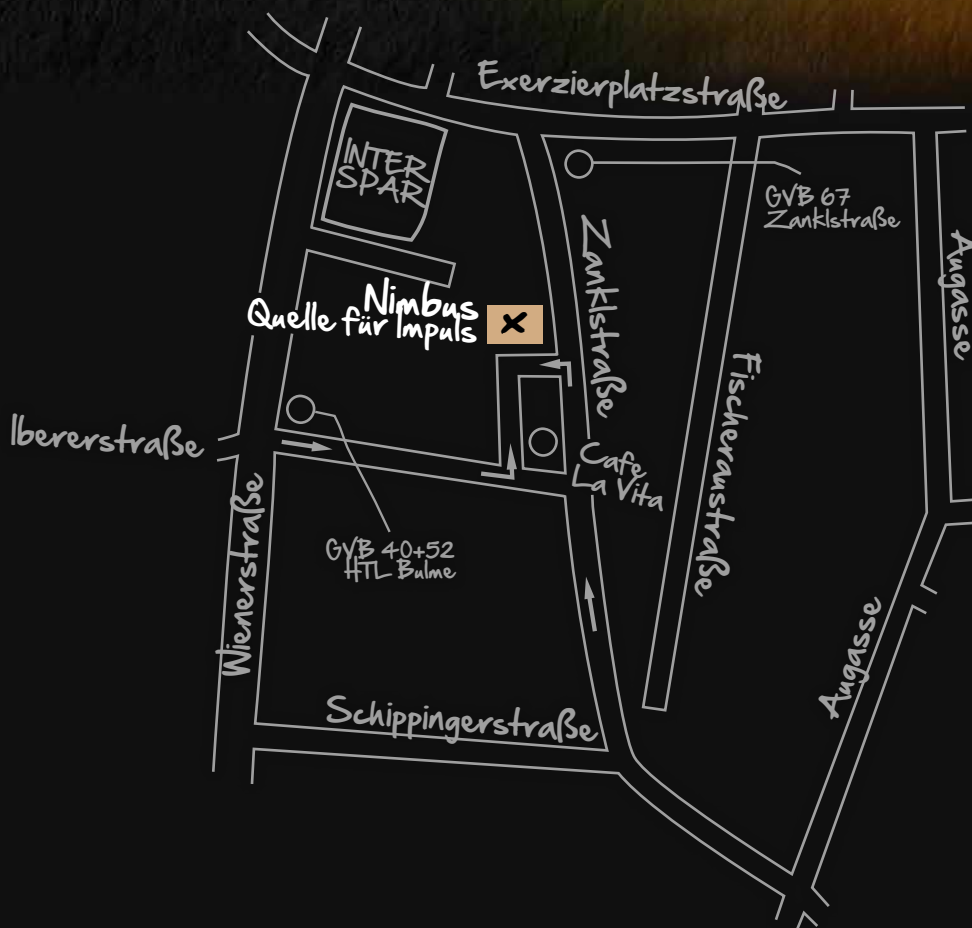 Exerzierplatzstraße
INTER
SPAR
GVB 67
Zanklstraße
Zanklstraße
Augasse
Nimbus
Quelle für Impuls
Fischeraustraße
Ibererstraße
Cafe
La Vita
Wienerstraße
GVB 40+52
HTL Bulme
Augasse
Schippingerstraße